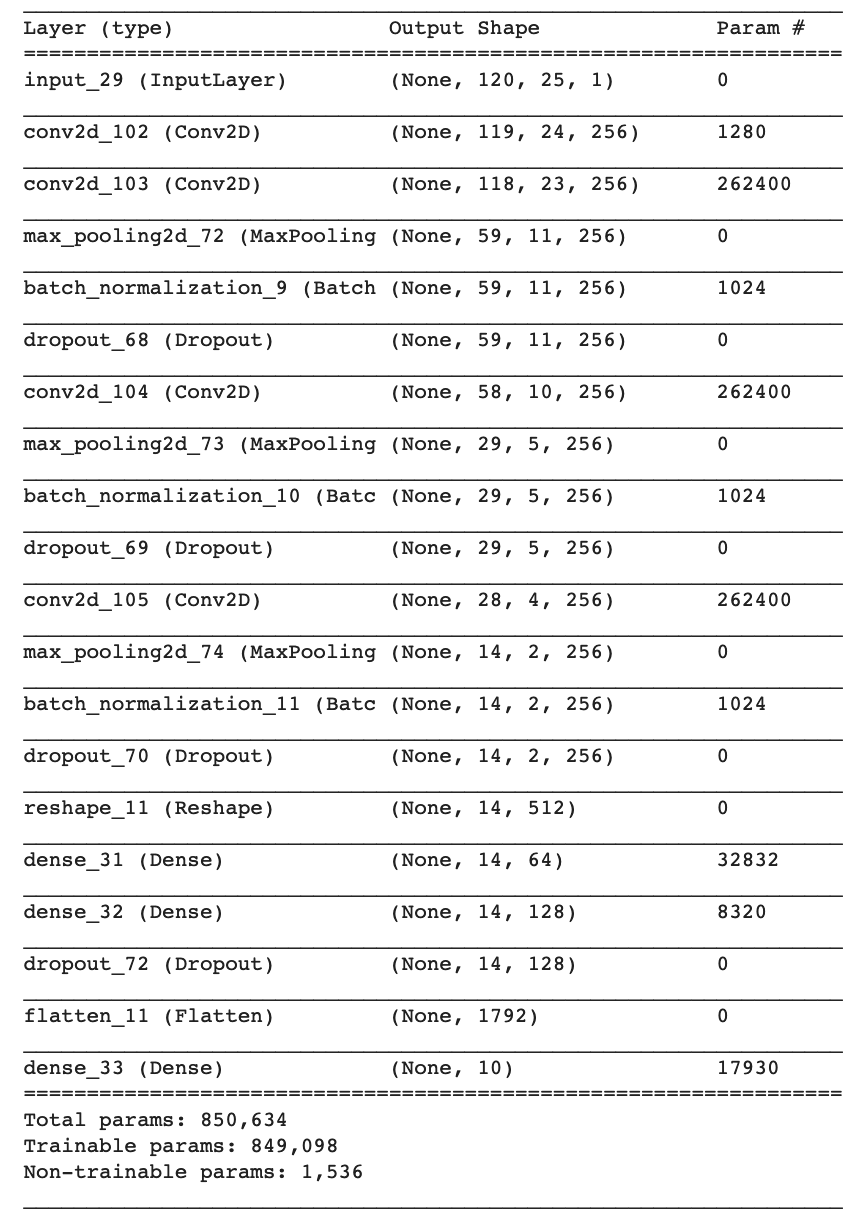 Layer (type) Output Shape Param #
=================================================================
input_29 (InputLayer) (None, 120, 25, 1) 0
conv2d_102 (Conv2D) (None, 119, 24, 256) 1280
conv2d_103 (Conv2D) (None, 118, 23, 256) 262400
max_pooling2d_72 (MaxPooling (None, 59, 11, 256) 0
batch_normalization_9 (Batch (None, 59, 11, 256) 1024
dropout_68 (Dropout) (None, 59, 11, 256) 0
conv2d_104 (Conv2D) (None, 58, 10, 256) 262400
max_pooling2d_73 (MaxPooling (None, 29, 5, 256) 0
batch_normalization_10 (Batc (None, 29, 5, 256) 1024
dropout_69 (Dropout) (None, 29, 5, 256) 0
conv2d_105 (Conv2D) (None, 28, 4, 256) 262400
max_pooling2d_74 (MaxPooling (None, 14, 2, 256) 0
batch_normalization_11 (Batc (None, 14, 2, 256) 1024
dropout_70 (Dropout) (None, 14, 2, 256) 0
reshape_11 (Reshape) (None, 14, 512) 0
dense_31 (Dense) (None, 14, 64) 32832
dense_32 (Dense) (None, 14, 128) 8320
dropout_72 (Dropout) (None, 14, 128) 0
flatten_11 (Flatten) (None, 1792) 0
dense_33 (Dense) (None, 10) 17930
=================================================================
Total params: 850,634
Trainable params: 849,098
Non-trainable params: 1,536